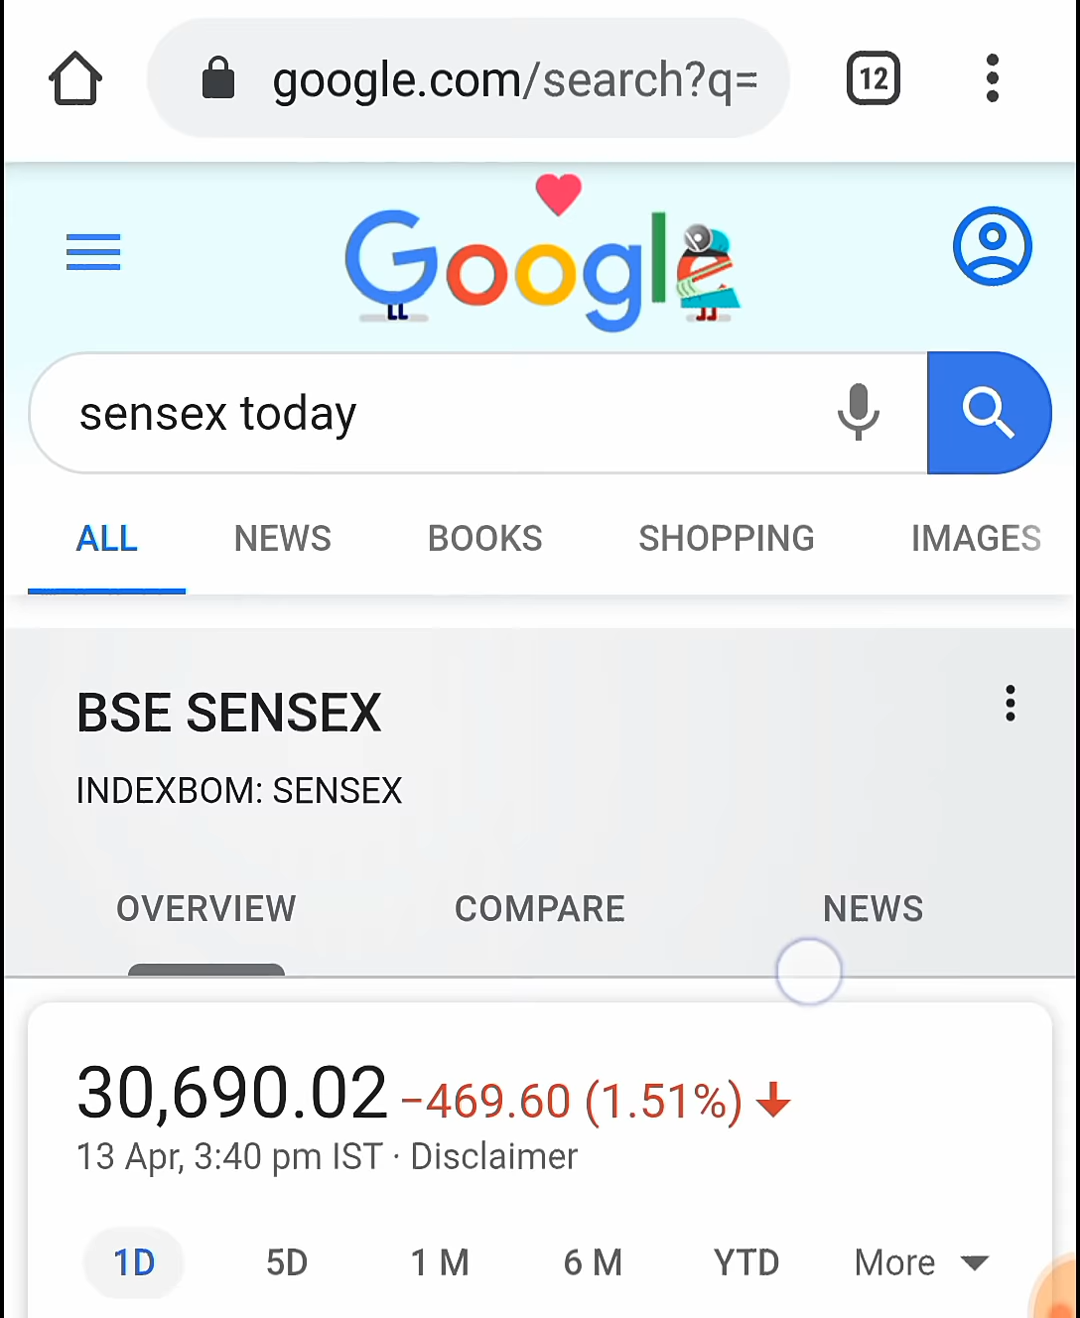 google.com/search?q=
12
Google
sensex today
ALL NEWS BOOKS SHOPPING IMAGES
BSE SENSEX
INDEXBOM: SENSEX
OVERVIEW COMPARE NEWS
30,690.02 −469.60 (1.51%)
13 Apr, 3:40 pm IST · Disclaimer
1D 5D 1 M 6 M YTD More